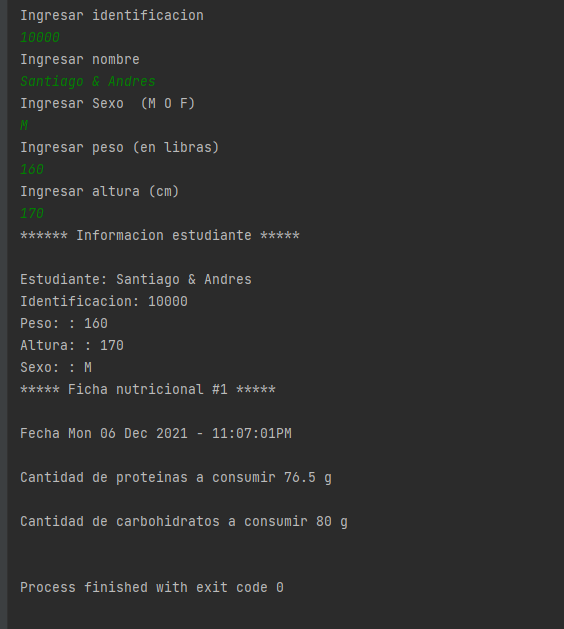 Ingresar identificacion
10000
Ingresar nombre
Santiago & Andres
Ingresar Sexo  (M O F)
M
Ingresar peso (en libras)
160
Ingresar altura (cm)
170
****** Informacion estudiante *****
Estudiante: Santiago & Andres
Identificacion: 10000
Peso: : 160
Altura: : 170
Sexo: : M
***** Ficha nutricional #1 *****
Fecha Mon 06 Dec 2021 - 11:07:01PM
Cantidad de proteinas a consumir 76.5 g
Cantidad de carbohidratos a consumir 80 g
Process finished with exit code 0